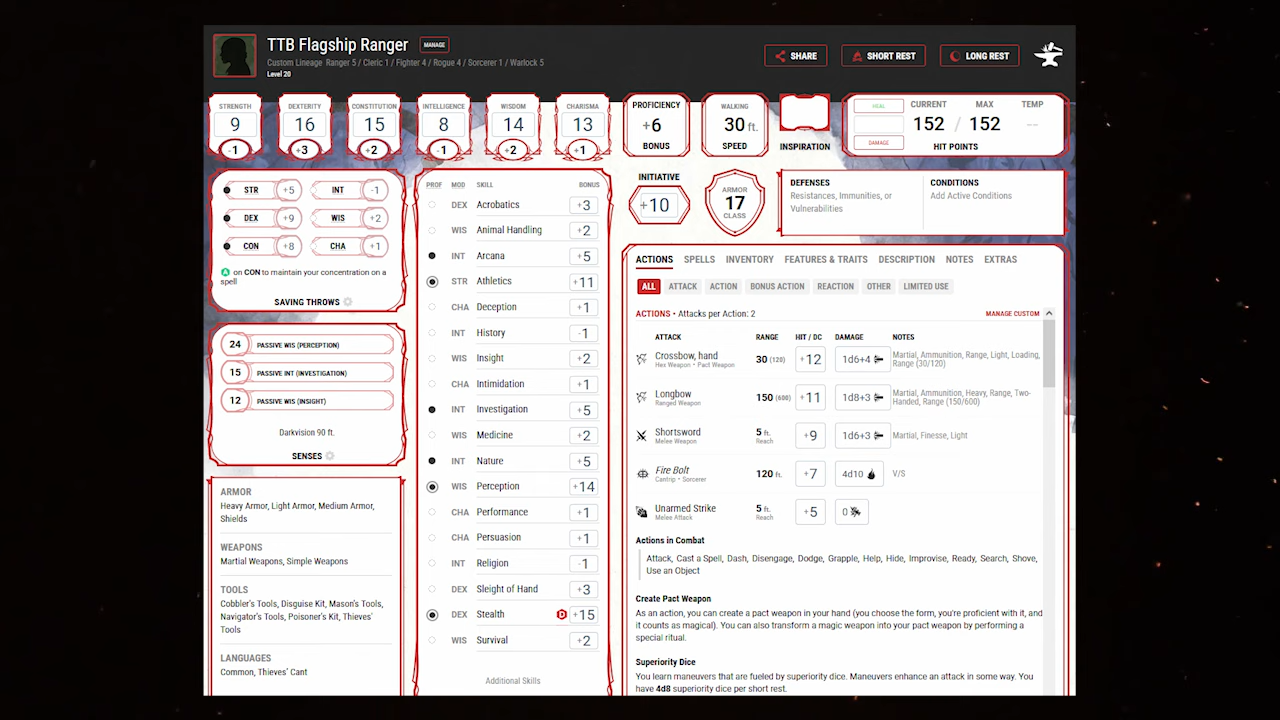 TTB Flagship Ranger MANAGE
Custom Lineage Ranger 5 / Cleric 1 / Fighter 4 / Rogue 4 / Sorcerer 1 / Warlock 5
Level 20
SHARE
SHORT REST
LONG REST
STRENGTH
9
-1
DEXTERITY
16
+3
CONSTITUTION
15
+2
INTELLIGENCE
8
-1
WISDOM
14
+2
CHARISMA
13
+1
PROFICIENCY
+6
BONUS
WALKING
30 ft.
SPEED
INSPIRATION
HEAL
DAMAGE
CURRENT MAX TEMP
152 / 152 --
HIT POINTS
STR +5 INT -1
DEX +9 WIS +2
CON +8 CHA +1
A on CON to maintain your concentration on a
spell
SAVING THROWS
24 PASSIVE WIS (PERCEPTION)
15 PASSIVE INT (INVESTIGATION)
12 PASSIVE WIS (INSIGHT)
Darkvision 90 ft.
SENSES
ARMOR
Heavy Armor, Light Armor, Medium Armor,
Shields
WEAPONS
Martial Weapons, Simple Weapons
TOOLS
Cobbler's Tools, Disguise Kit, Mason's Tools,
Navigator's Tools, Poisoner's Kit, Thieves'
Tools
LANGUAGES
Common, Thieves' Cant
PROF MOD SKILL BONUS
DEX Acrobatics +3
WIS Animal Handling +2
INT Arcana +5
STR Athletics +11
CHA Deception +1
INT History -1
WIS Insight +2
CHA Intimidation +1
INT Investigation +5
WIS Medicine +2
INT Nature +5
WIS Perception +14
CHA Performance +1
CHA Persuasion +1
INT Religion -1
DEX Sleight of Hand +3
DEX Stealth D +15
WIS Survival +2
Additional Skills
INITIATIVE
+10
ARMOR
17
CLASS
DEFENSES
Resistances, Immunities, or
Vulnerabilities
CONDITIONS
Add Active Conditions
ACTIONS SPELLS INVENTORY FEATURES & TRAITS DESCRIPTION NOTES EXTRAS
ALL ATTACK ACTION BONUS ACTION REACTION OTHER LIMITED USE
ACTIONS • Attacks per Action: 2 MANAGE CUSTOM
ATTACK RANGE HIT / DC DAMAGE NOTES
Crossbow, hand 30 (120) +12 1d6+4 Martial, Ammunition, Range, Light, Loading,
Hex Weapon • Pact Weapon Range (30/120)
Longbow 150 (600) +11 1d8+3 Martial, Ammunition, Heavy, Range, Two-
Ranged Weapon Handed, Range (150/600)
Shortsword 5 ft. +9 1d6+3 Martial, Finesse, Light
Melee Weapon Reach
Fire Bolt 120 ft. +7 4d10 V/S
Cantrip • Sorcerer
Unarmed Strike 5 ft. +5 0
Melee Attack Reach
Actions in Combat
Attack, Cast a Spell, Dash, Disengage, Dodge, Grapple, Help, Hide, Improvise, Ready, Search, Shove,
Use an Object
Create Pact Weapon
As an action, you can create a pact weapon in your hand (you choose the form, you're proficient with it, and
it counts as magical). You can also transform a magic weapon into your pact weapon by performing a
special ritual.
Superiority Dice
You learn maneuvers that are fueled by superiority dice. Maneuvers enhance an attack in some way. You
have 4d8 superiority dice per short rest.